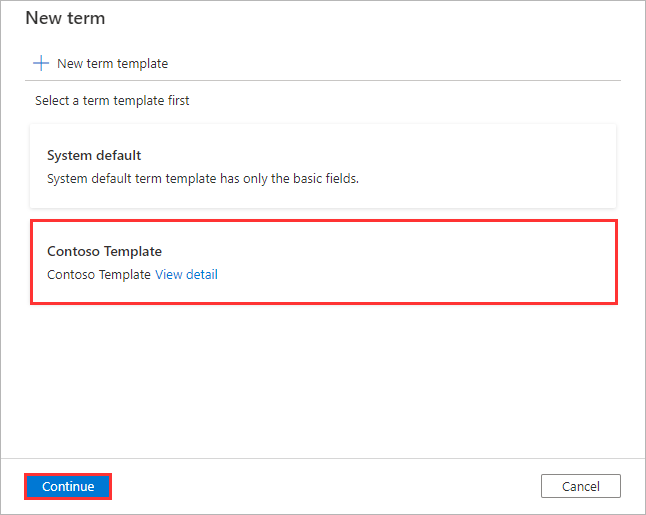 New term
New term template
Select a term template first
System default
System default term template has only the basic fields.
Contoso Template
Contoso Template View detail
Continue
Cancel